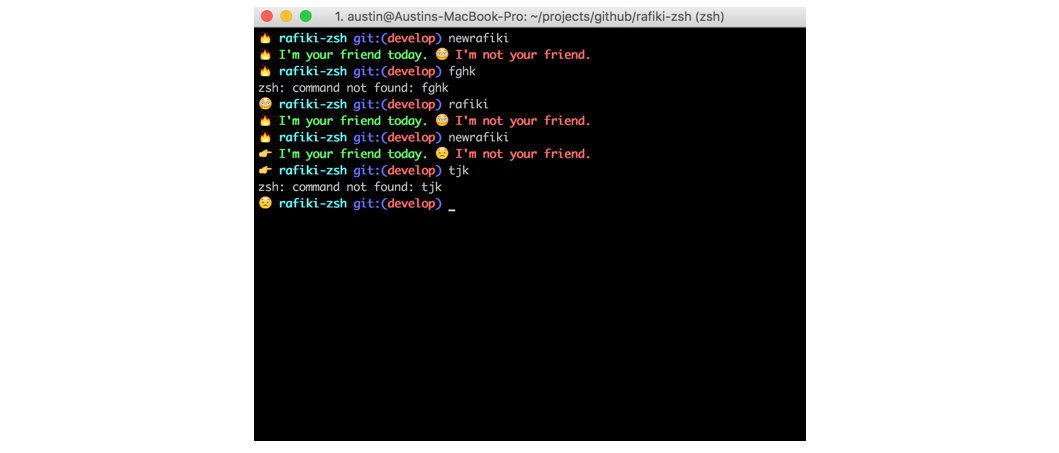 1. austin@Austins-MacBook-Pro: ~/projects/github/rafiki-zsh (zsh)
🔥 rafiki-zsh git:(develop) newrafiki
🔥 I'm your friend today. 😳 I'm not your friend.
🔥 rafiki-zsh git:(develop) fghk
zsh: command not found: fghk
😳 rafiki-zsh git:(develop) rafiki
🔥 I'm your friend today. 😳 I'm not your friend.
🔥 rafiki-zsh git:(develop) newrafiki
👉 I'm your friend today. 😟 I'm not your friend.
👉 rafiki-zsh git:(develop) tjk
zsh: command not found: tjk
😟 rafiki-zsh git:(develop) _